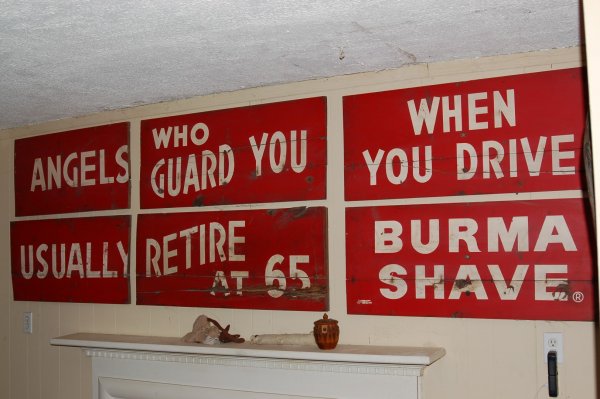 ANGELS
WHO
GUARD YOU
WHEN
YOU DRIVE
USUALLY
RETIRE
AT 65
BURMA
SHAVE
®